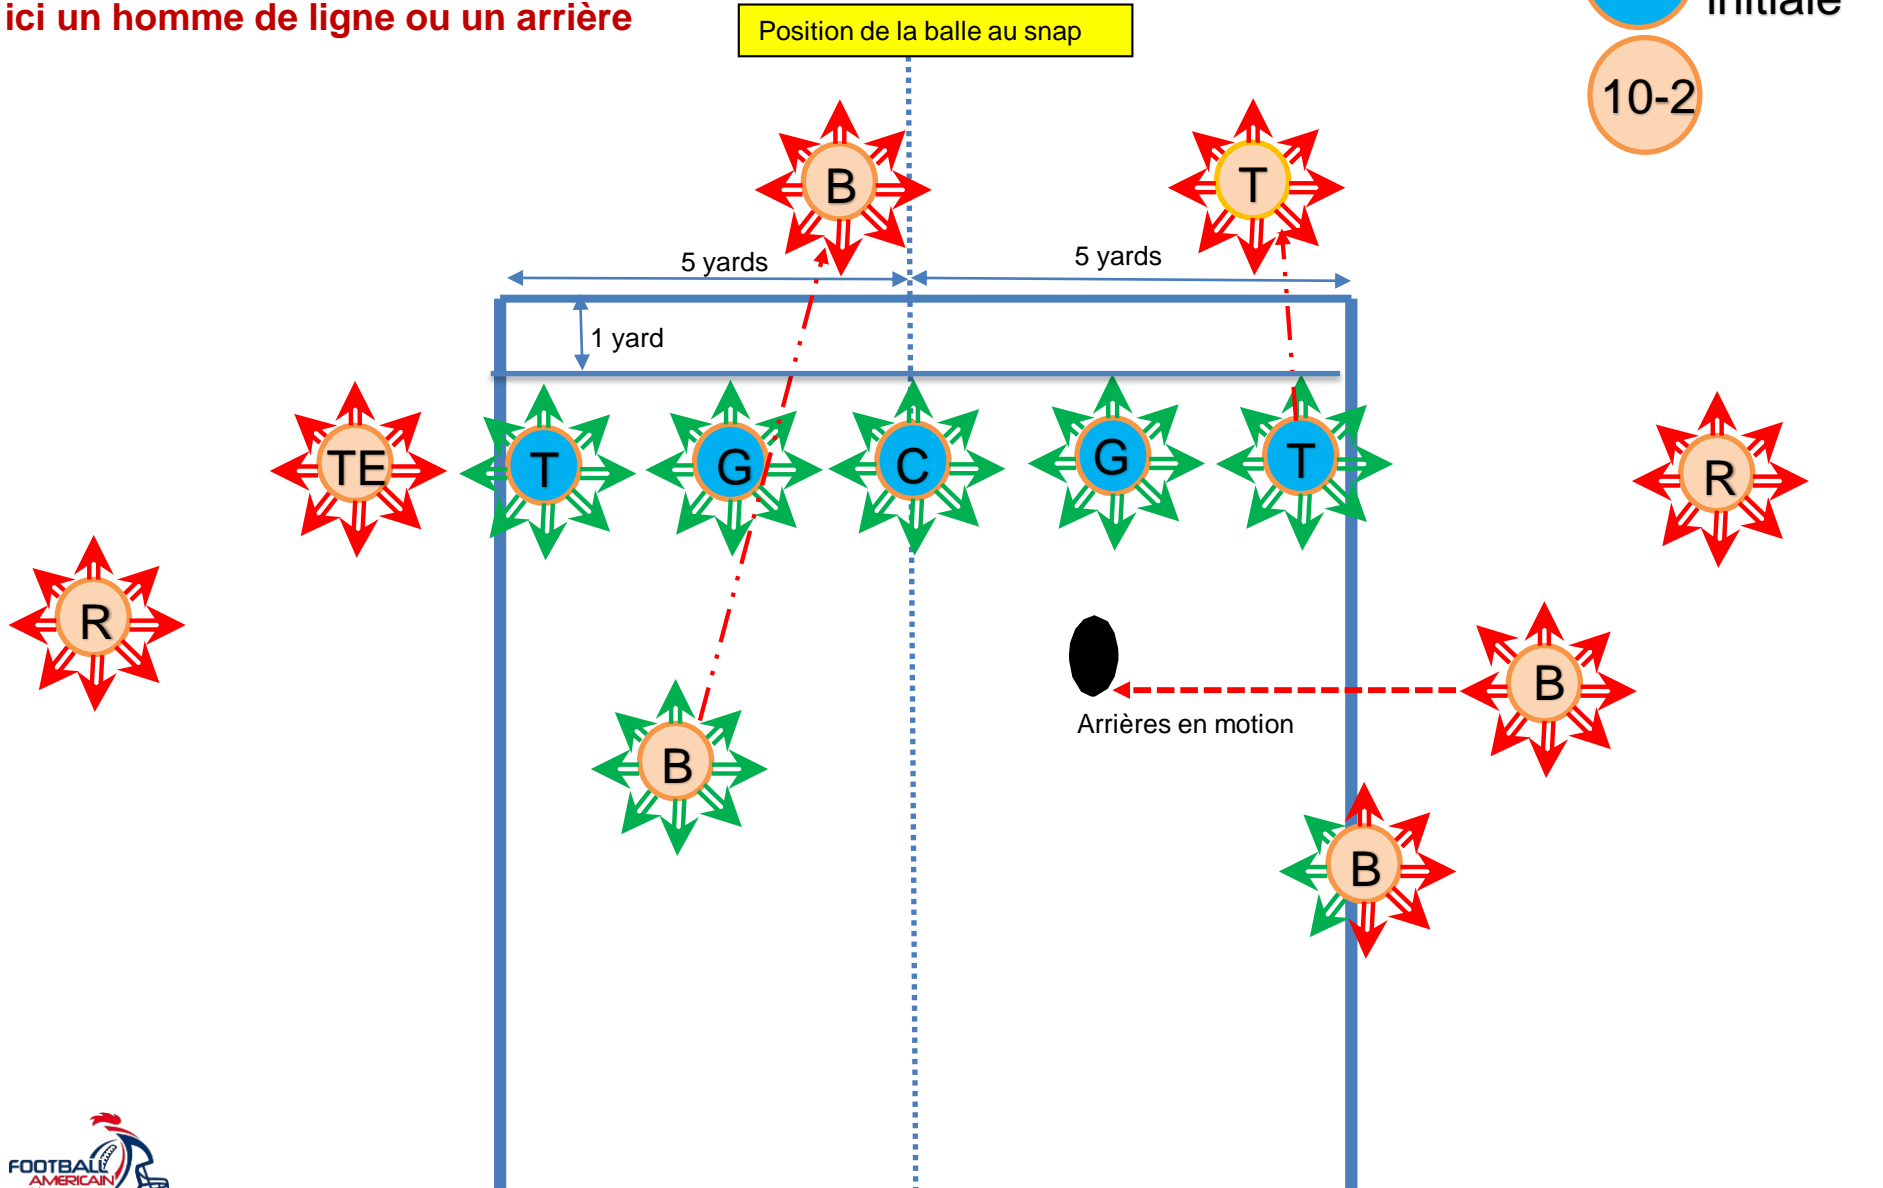 ici un homme de ligne ou un arrière
initiale
Position de la balle au snap
10-2
B
T
5 yards
5 yards
1 yard
TE
T
G
C
G
T
R
R
B
Arrières en motion
B
B
FOOTBALL
AMERICAIN